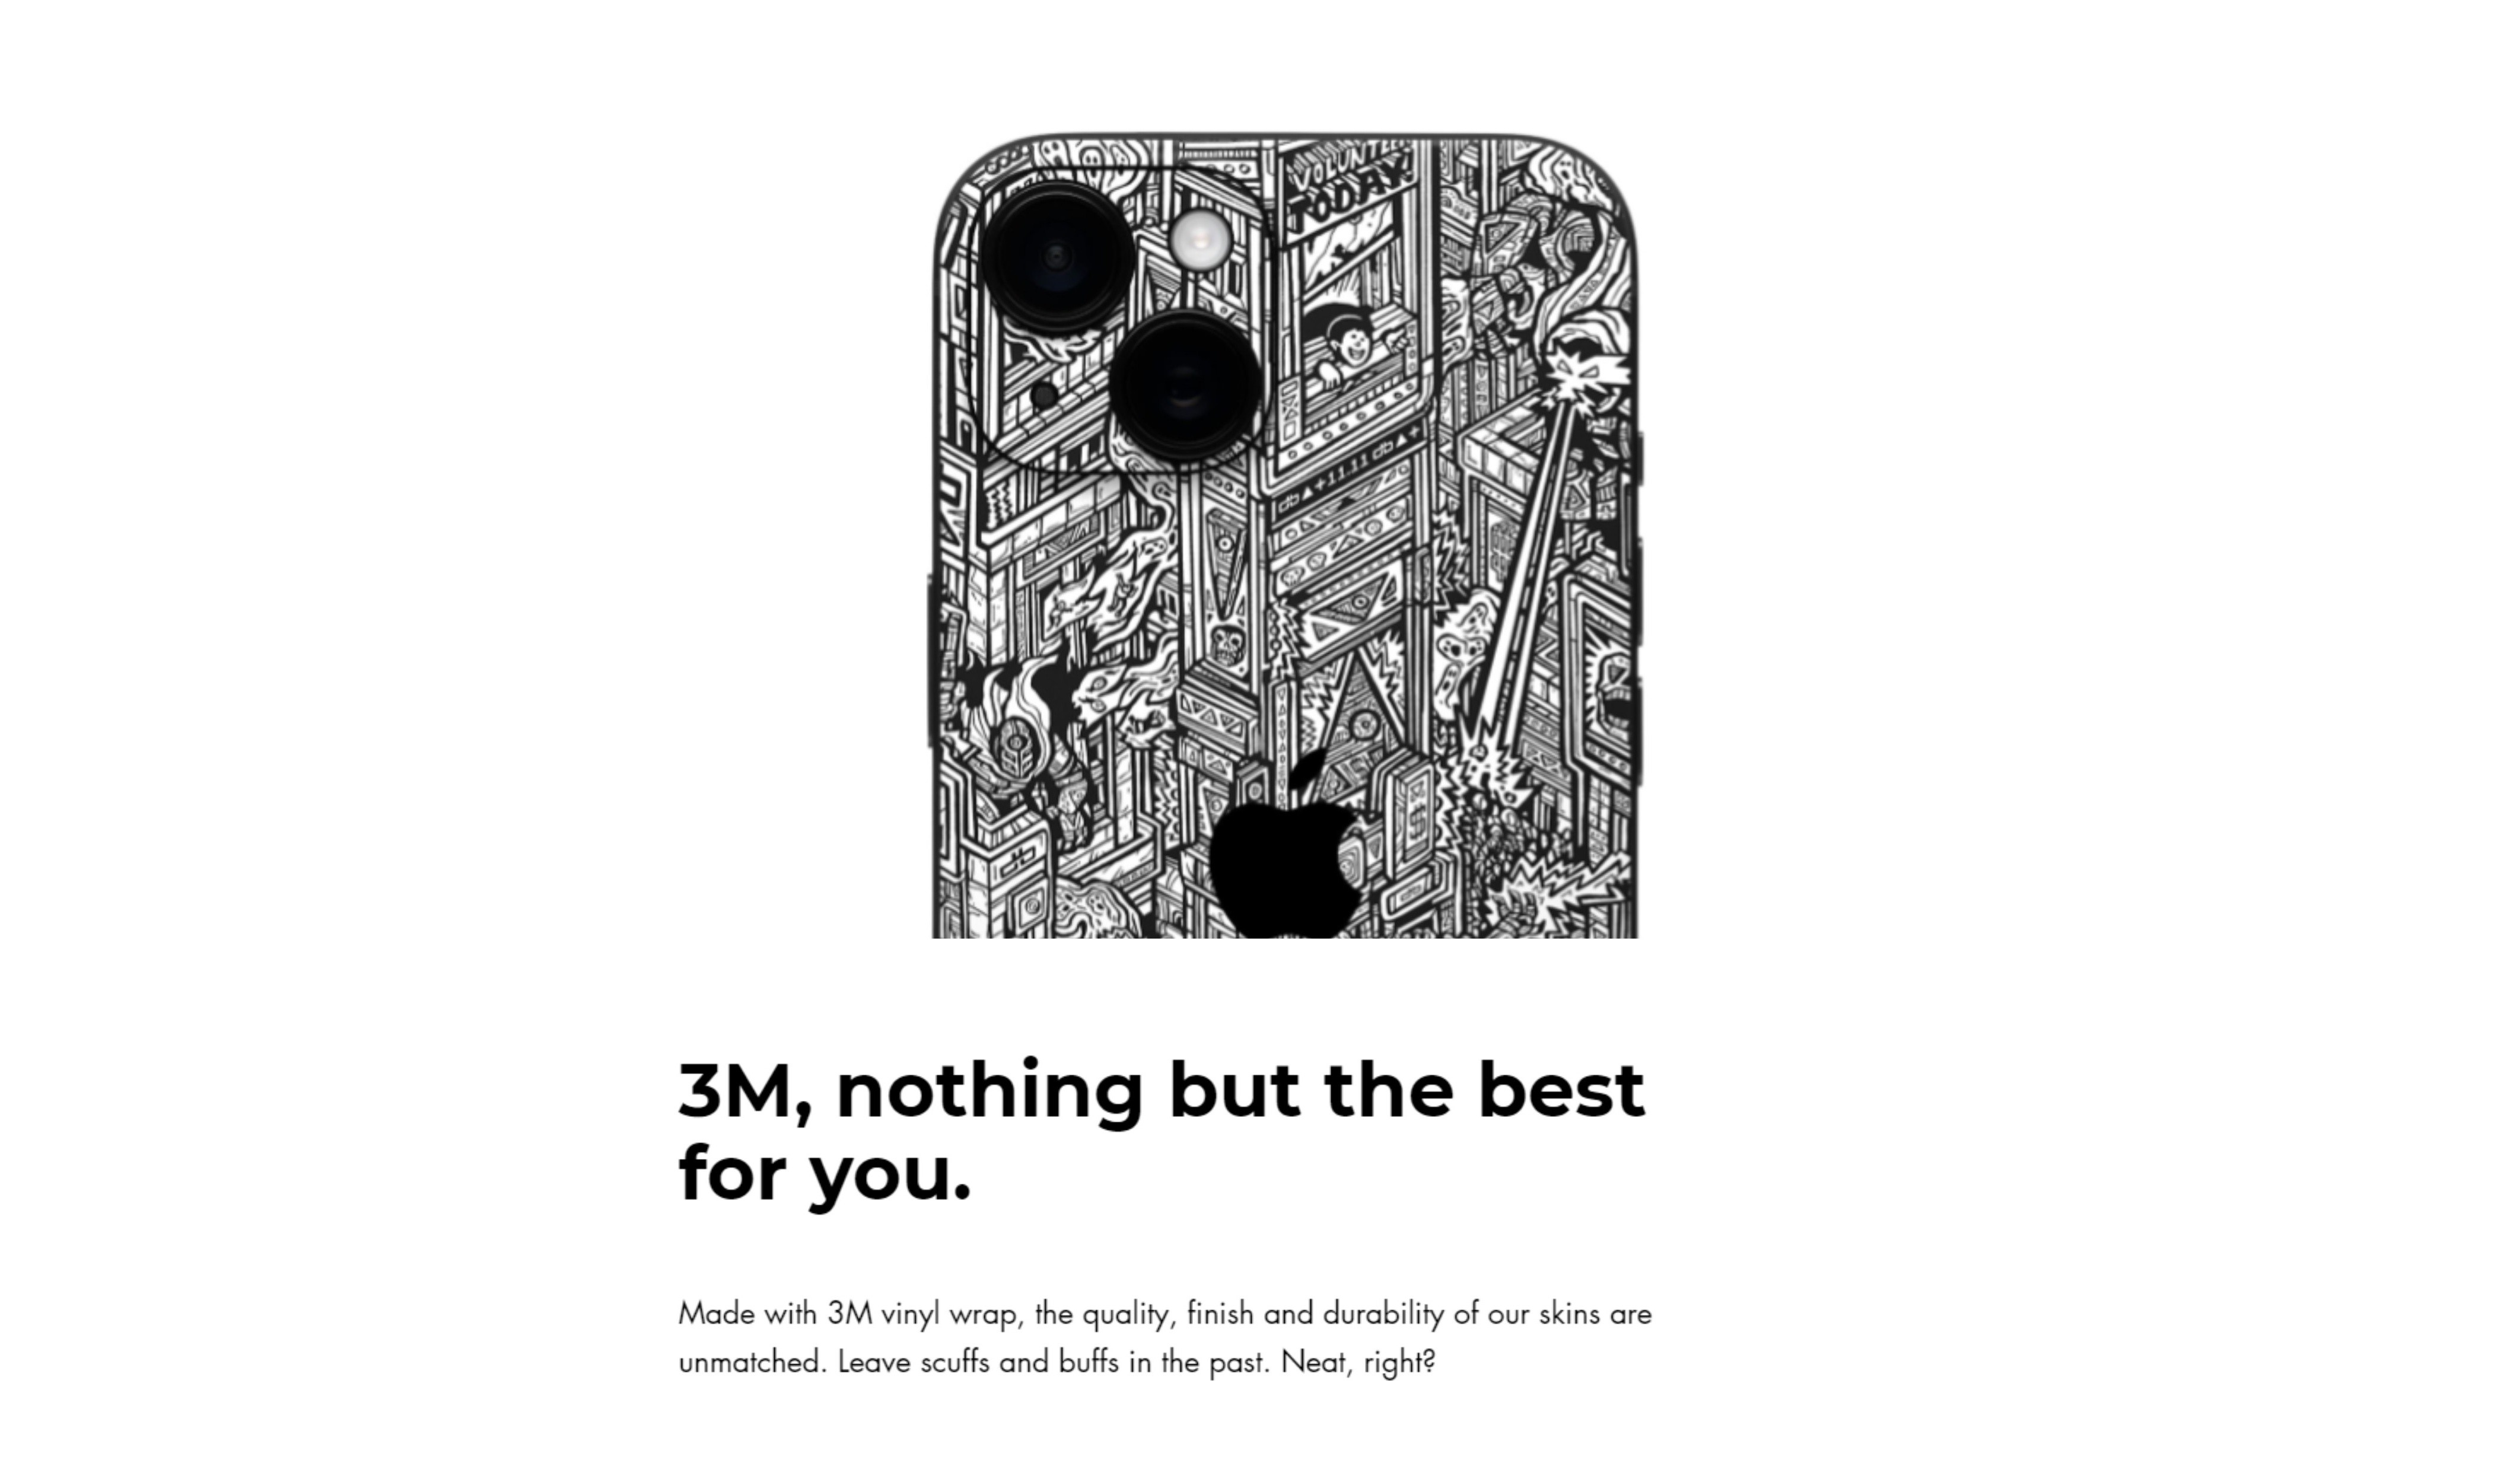 VOLUNTEER
TODAY!
3M, nothing but the best
for you.
Made with 3M vinyl wrap, the quality, finish and durability of our skins are
unmatched. Leave scuffs and buffs in the past. Neat, right?